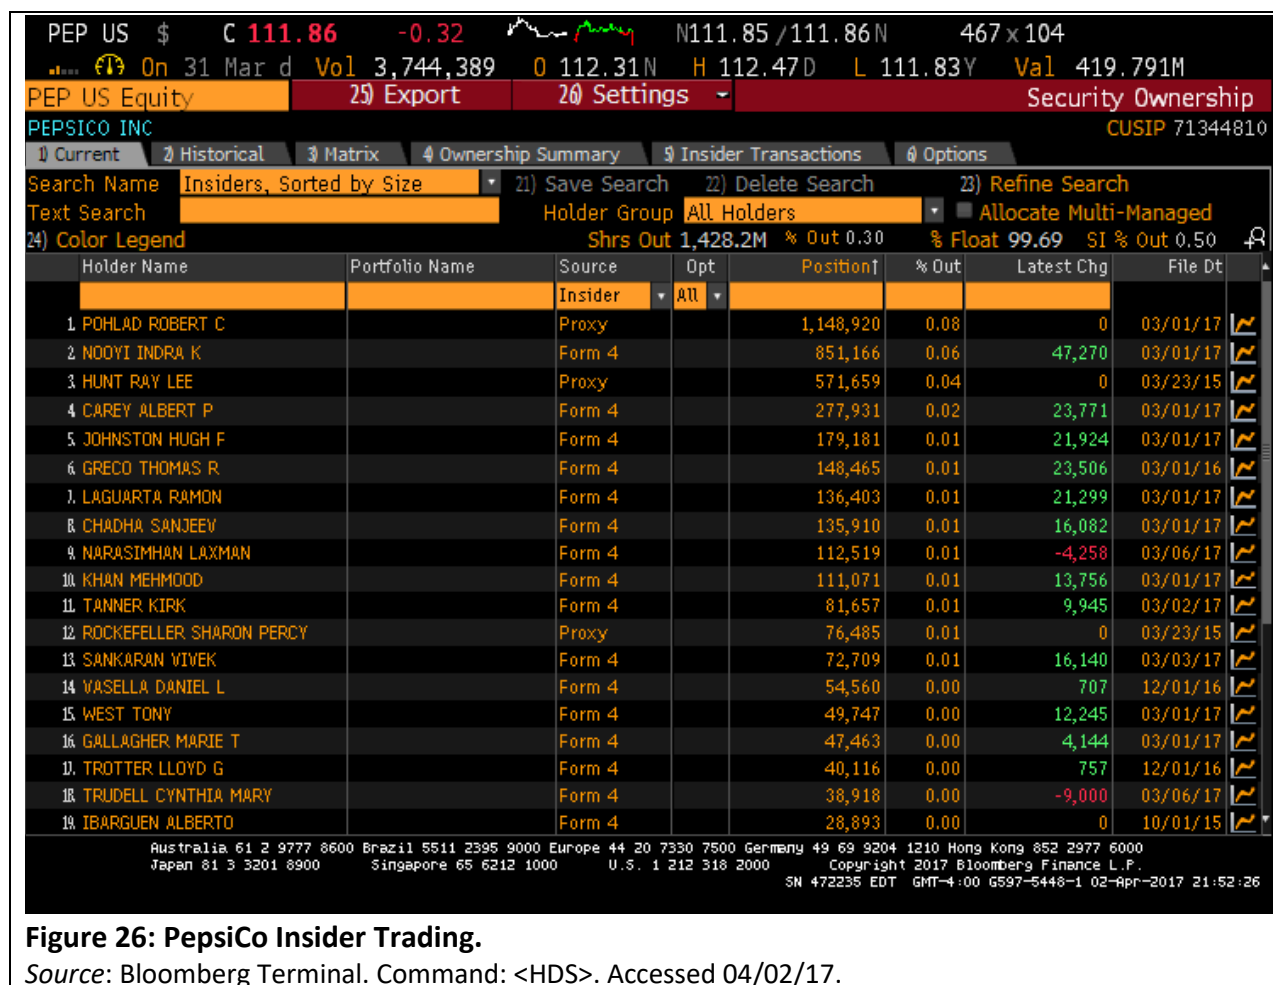 PEP US $ C 111.86 -0.32 N111.85/111.86N 467×104
On 31 Mar d Vol 3,744,389 O 112.31N H 112.47D L 111.83Y Val 419.791M
PEP US Equity 25) Export 26) Settings Security Ownership
PEPSICO INC CUSIP 71344810
1) Current 2) Historical 3) Matrix 4) Ownership Summary 5) Insider Transactions 6) Options
Search Name Insiders, Sorted by Size 21) Save Search 22) Delete Search 23) Refine Search
Text Search Holder Group All Holders Allocate Multi-Managed
24) Color Legend Shrs Out 1,428.2M % Out 0.30 % Float 99.69 SI % Out 0.50
Holder Name Portfolio Name Source Opt Position↑ % Out Latest Chg File Dt
Insider All
1. POHLAD ROBERT C Proxy 1,148,920 0.08 0 03/01/17
2. NOOYI INDRA K Form 4 851,166 0.06 47,270 03/01/17
3. HUNT RAY LEE Proxy 571,659 0.04 0 03/23/15
4. CAREY ALBERT P Form 4 277,931 0.02 23,771 03/01/17
5. JOHNSTON HUGH F Form 4 179,181 0.01 21,924 03/01/17
6. GRECO THOMAS R Form 4 148,465 0.01 23,506 03/01/16
7. LAGUARTA RAMON Form 4 136,403 0.01 21,299 03/01/17
8. CHADHA SANJEEV Form 4 135,910 0.01 16,082 03/01/17
9. NARASIMHAN LAXMAN Form 4 112,519 0.01 -4,258 03/06/17
10. KHAN MEHMOOD Form 4 111,071 0.01 13,756 03/01/17
11. TANNER KIRK Form 4 81,657 0.01 9,945 03/02/17
12. ROCKEFELLER SHARON PERCY Proxy 76,485 0.01 0 03/23/15
13. SANKARAN VIVEK Form 4 72,709 0.01 16,140 03/03/17
14. VASELLA DANIEL L Form 4 54,560 0.00 707 12/01/16
15. WEST TONY Form 4 49,747 0.00 12,245 03/01/17
16. GALLAGHER MARIE T Form 4 47,463 0.00 4,144 03/01/17
17. TROTTER LLOYD G Form 4 40,116 0.00 757 12/01/16
18. TRUDELL CYNTHIA MARY Form 4 38,918 0.00 -9,000 03/06/17
19. IBARGUEN ALBERTO Form 4 28,893 0.00 0 10/01/15
Australia 61 2 9777 8600 Brazil 5511 2395 9000 Europe 44 20 7330 7500 Germany 49 69 9204 1210 Hong Kong 852 2977 6000
Japan 81 3 3201 8900 Singapore 65 6212 1000 U.S. 1 212 318 2000 Copyright 2017 Bloomberg Finance L.P.
SN 472235 EDT GMT-4:00 G597-5448-1 02-Apr-2017 21:52:26
Figure 26: PepsiCo Insider Trading.
Source: Bloomberg Terminal. Command: <HDS>. Accessed 04/02/17.